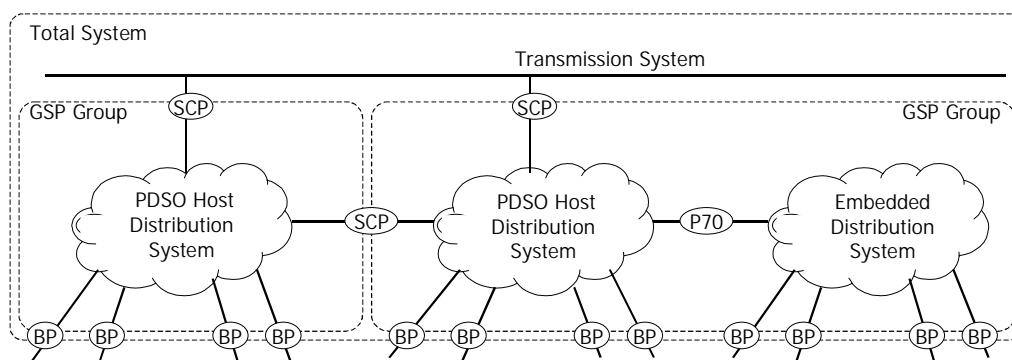 Total System
Transmission System
SCP SCP
GSP Group GSP Group
PDSO Host PDSO Host Embedded
Distribution Distribution Distribution
System System System
SCP P70
BP BP BP BP BP BP BP BP BP BP BP BP